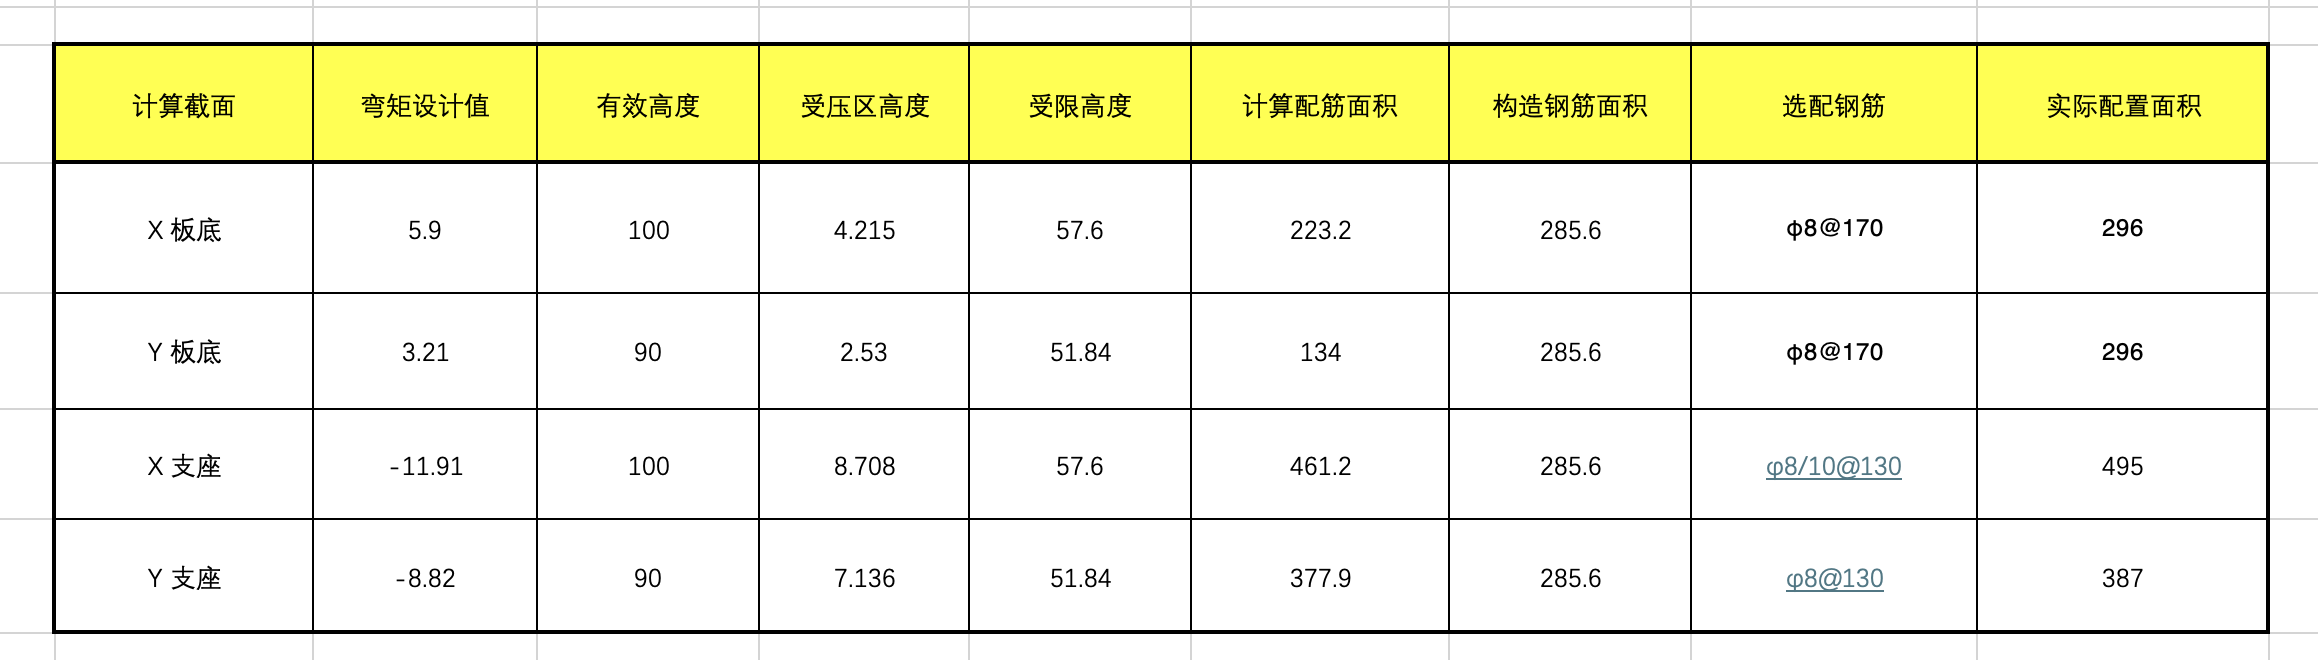 计算截面 弯矩设计值 有效高度 受压区高度 受限高度 计算配筋面积 构造钢筋面积 选配钢筋 实际配置面积
X 板底 5.9 100 4.215 57.6 223.2 285.6 φ8@170 296
Y 板底 3.21 90 2.53 51.84 134 285.6 φ8@170 296
X 支座 -11.91 100 8.708 57.6 461.2 285.6 φ8/10@130 495
Y 支座 -8.82 90 7.136 51.84 377.9 285.6 φ8@130 387